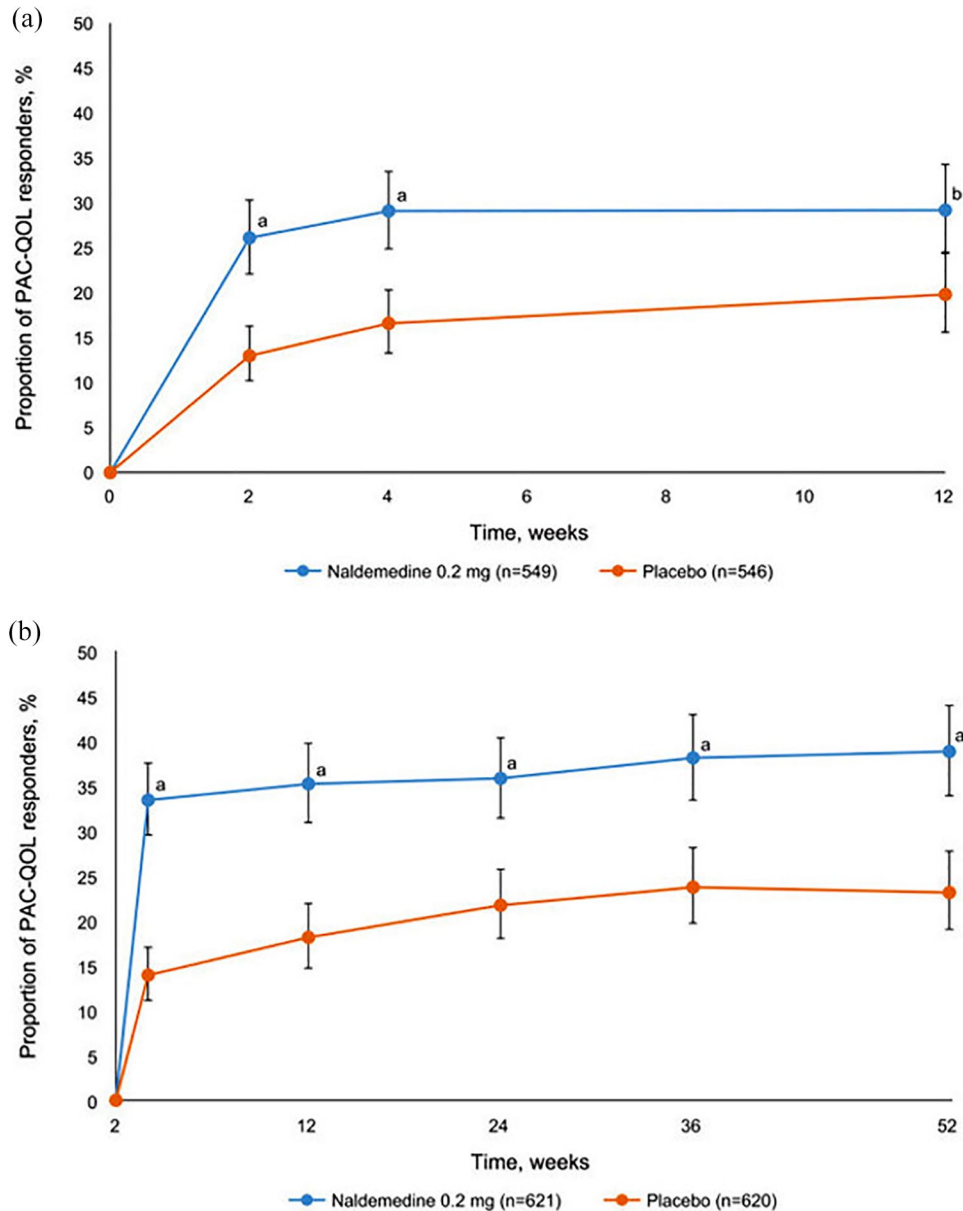 (a)
Proportion of PAC-QOL responders, %
50
45
40
35
30
25
20
15
10
5
0
a
a
b
0 2 4 6 8 10 12
Time, weeks
Naldemedine 0.2 mg (n=549) Placebo (n=546)
(b)
Proportion of PAC-QOL responders, %
50
45
40
35
30
25
20
15
10
5
0
a
a
a
a
a
2 12 24 36 52
Time, weeks
Naldemedine 0.2 mg (n=621) Placebo (n=620)